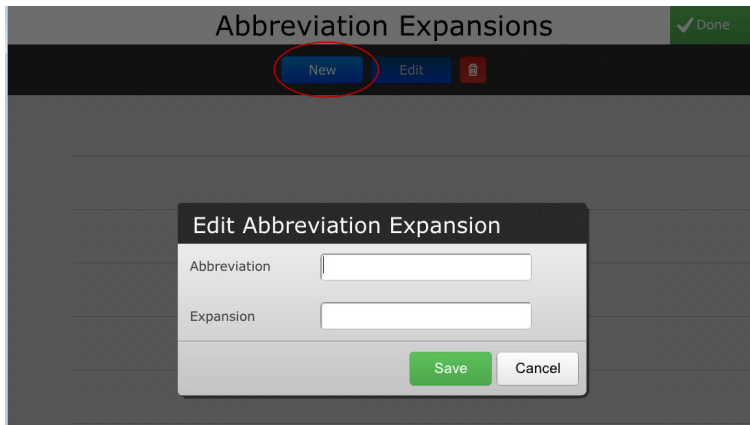 Abbreviation Expansions
Done
New Edit
Edit Abbreviation Expansion
Abbreviation
Expansion
Save Cancel